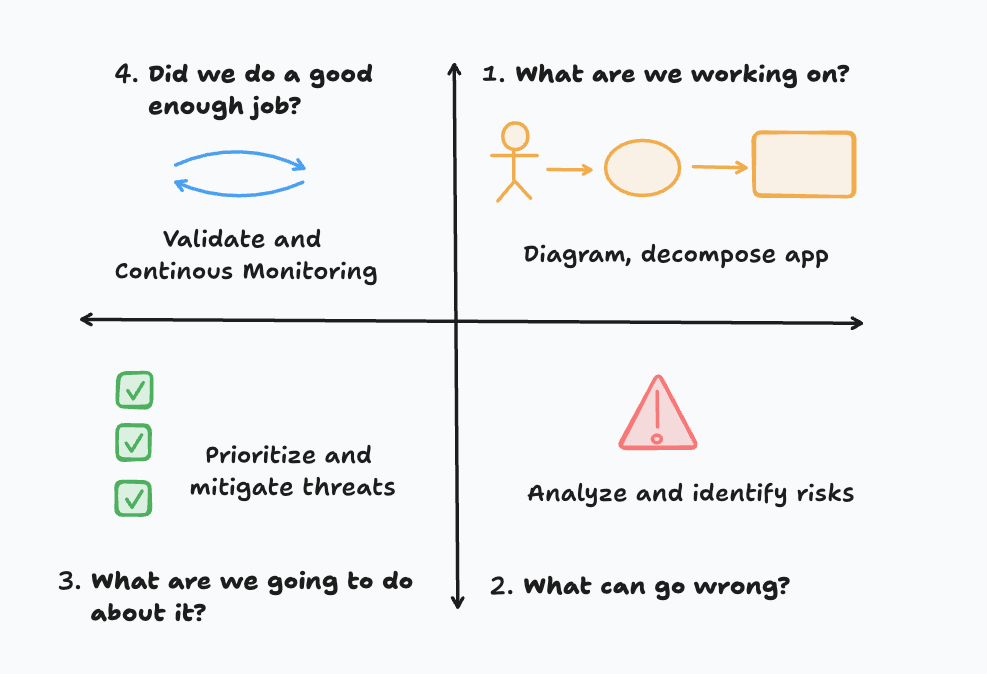 4. Did we do a good
enough job?
Validate and
Continous Monitoring
1. What are we working on?
Diagram, decompose app
Prioritize and
mitigate threats
3. What are we going to do
about it?
Analyze and identify risks
2. What can go wrong?